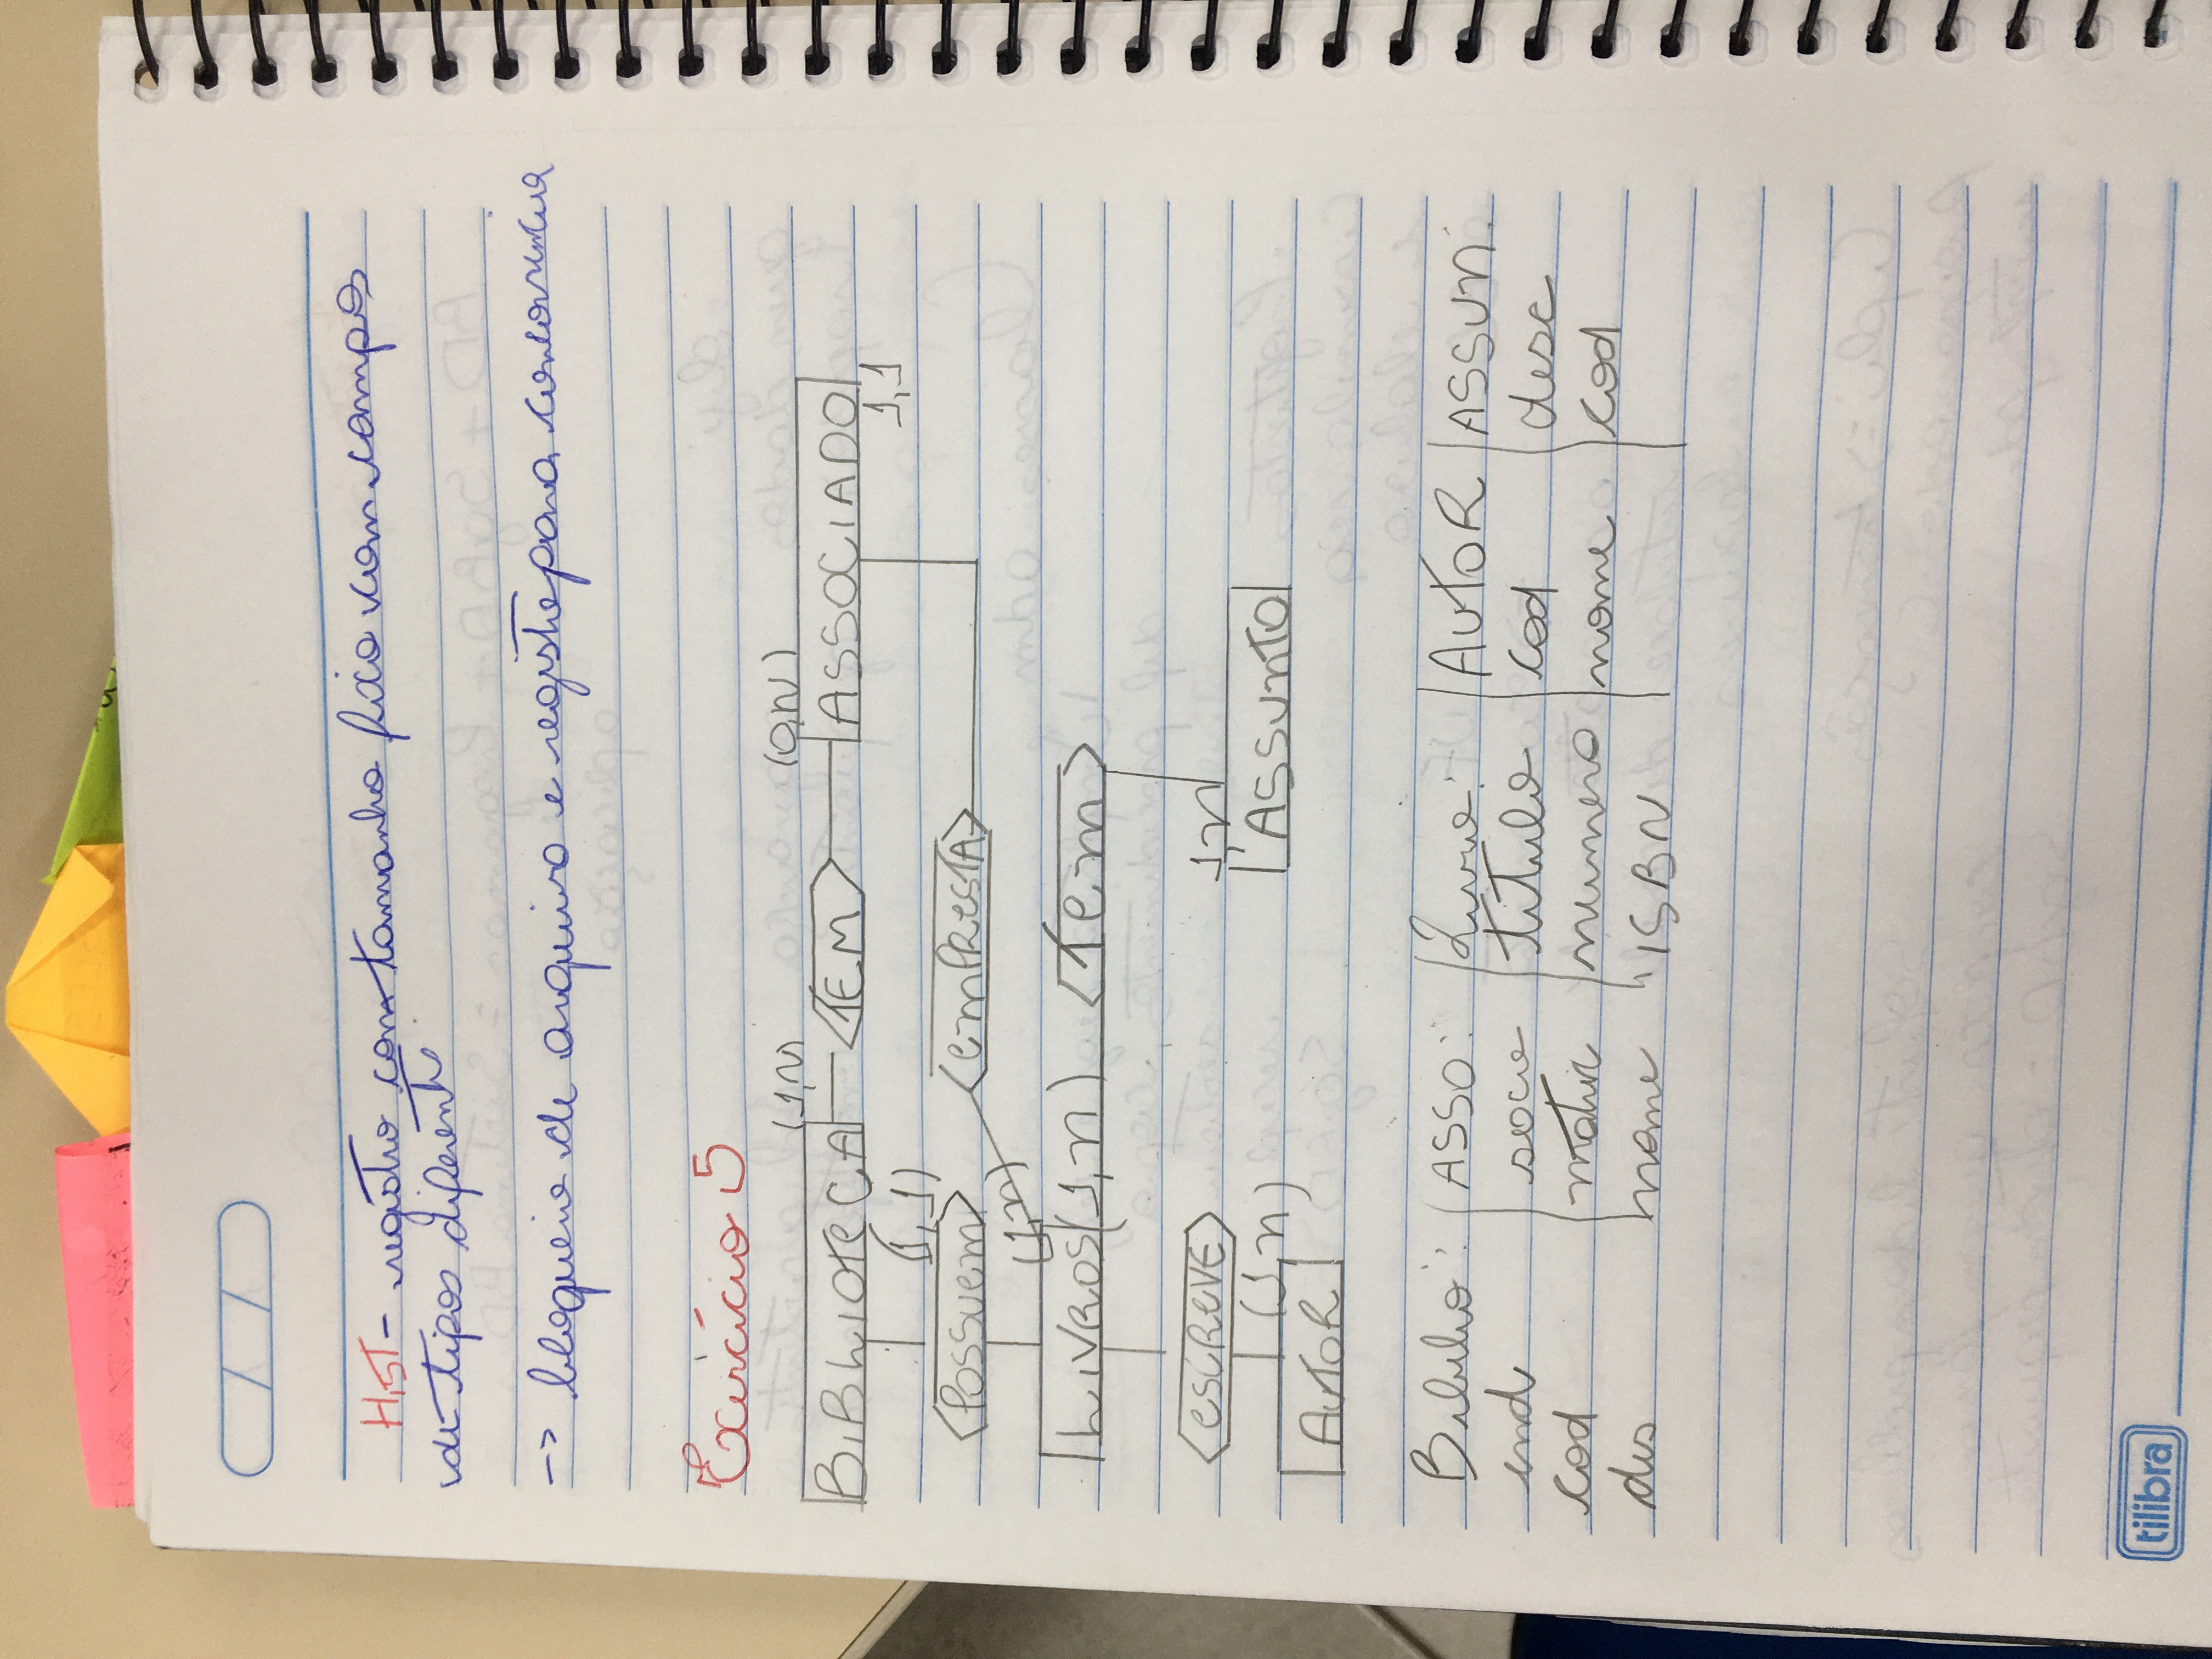 HIST - registro com tamanho fixo com campos
de tipos diferente
-> bloqueio de arquivo e registro para concorrencia
Exercício 5
(1,N) (0,N)
BIBLIOTECA TEM ASSOCIADO
(1,1) 1,1
POSSUEM EMPRESTA
(1,n)
LIVROS (1,n) TEM
ESCREVE 1,n
(1,n) ASSUNTO
AUTOR
Biblio: ASSO: Livro: AUTOR ASSUN:
end socio titulo cod desc
cod matric numero nome cod
des nome ISBN
tilibra